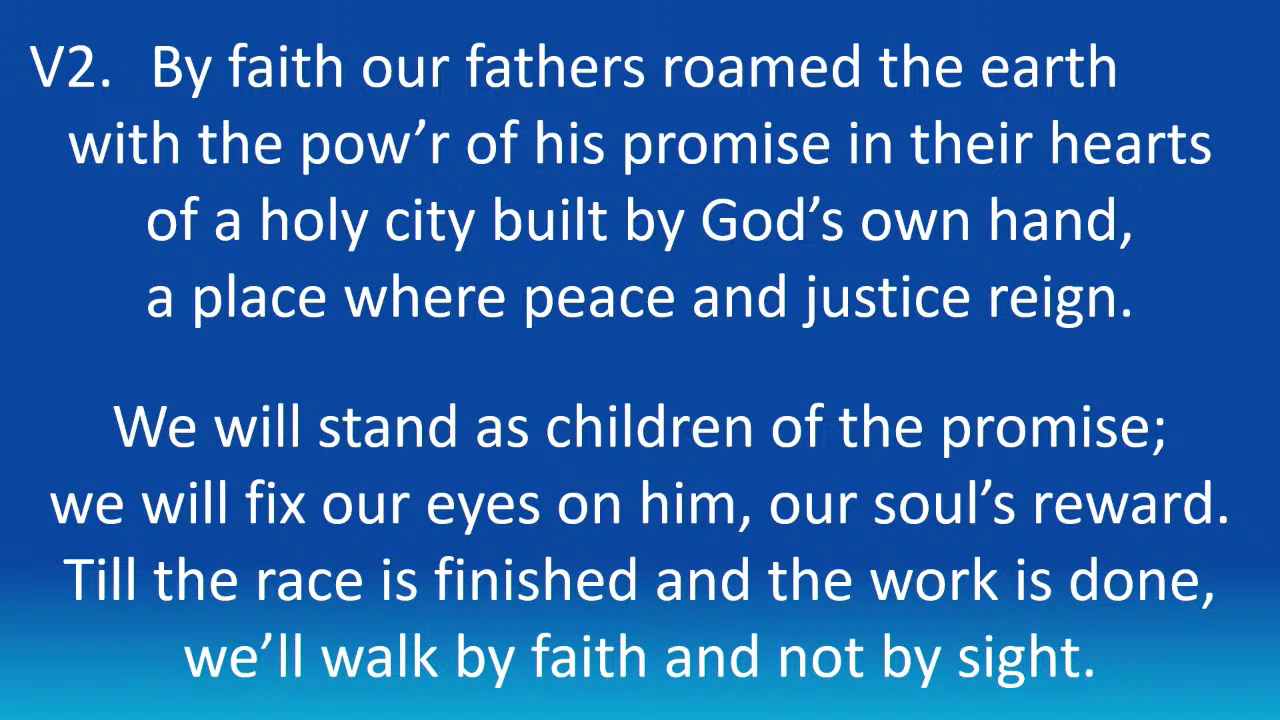 V2. By faith our fathers roamed the earth
with the pow’r of his promise in their hearts
of a holy city built by God’s own hand,
a place where peace and justice reign.
We will stand as children of the promise;
we will fix our eyes on him, our soul’s reward.
Till the race is finished and the work is done,
we’ll walk by faith and not by sight.